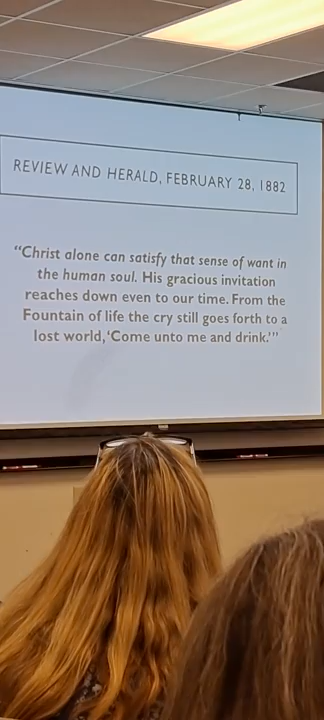 REVIEW AND HERALD, FEBRUARY 28, 1882
"Christ alone can satisfy that sense of want in
the human soul. His gracious invitation
reaches down even to our time. From the
Fountain of life the cry still goes forth to a
lost world, 'Come unto me and drink.'"